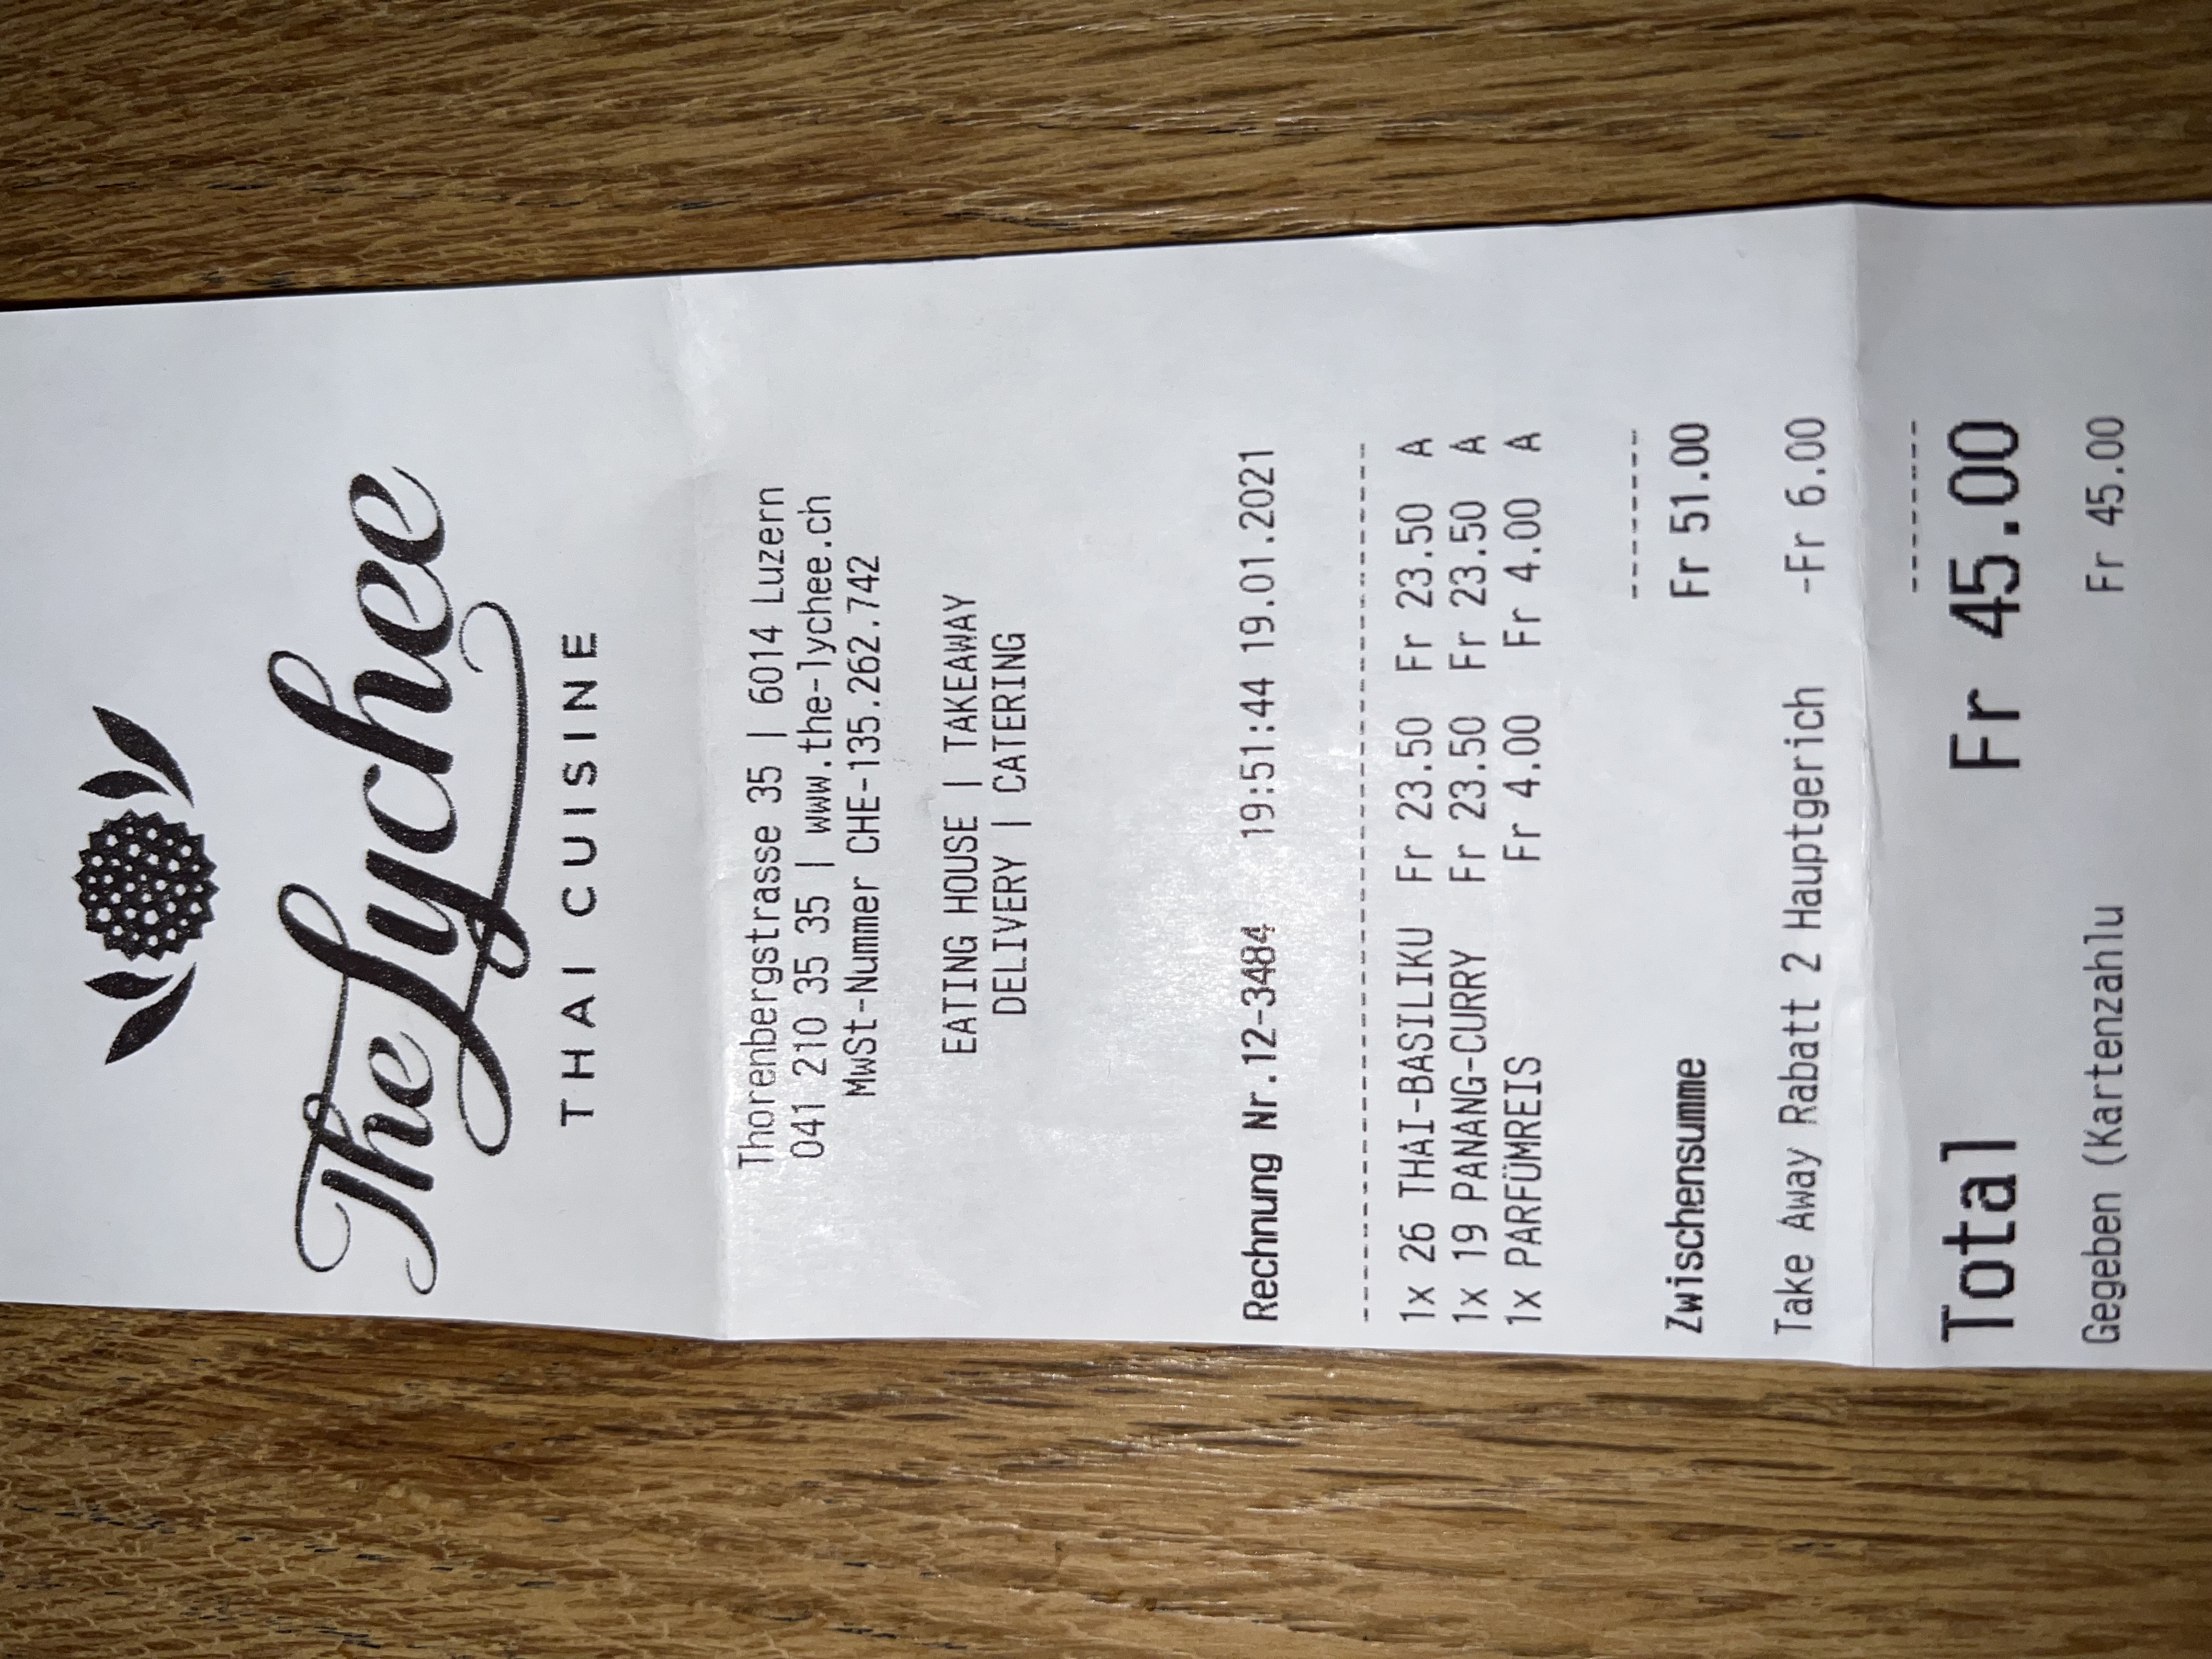 The Lychee
THAI CUISINE
Thorenbergstrasse 35 | 6014 Luzern
041 210 35 35 | www.the-lychee.ch
MwSt-Nummer CHE-135.262.742
EATING HOUSE | TAKEAWAY
DELIVERY | CATERING
Rechnung Nr.12-3484 19:51:44 19.01.2021
1x 26 THAI-BASILIKU Fr 23.50 Fr 23.50 A
1x 19 PANANG-CURRY Fr 23.50 Fr 23.50 A
1x PARFÜMREIS Fr 4.00 Fr 4.00 A
Zwischensumme Fr 51.00
Take Away Rabatt 2 Hauptgerich -Fr 6.00
Total Fr 45.00
Gegeben (Kartenzahlu Fr 45.00